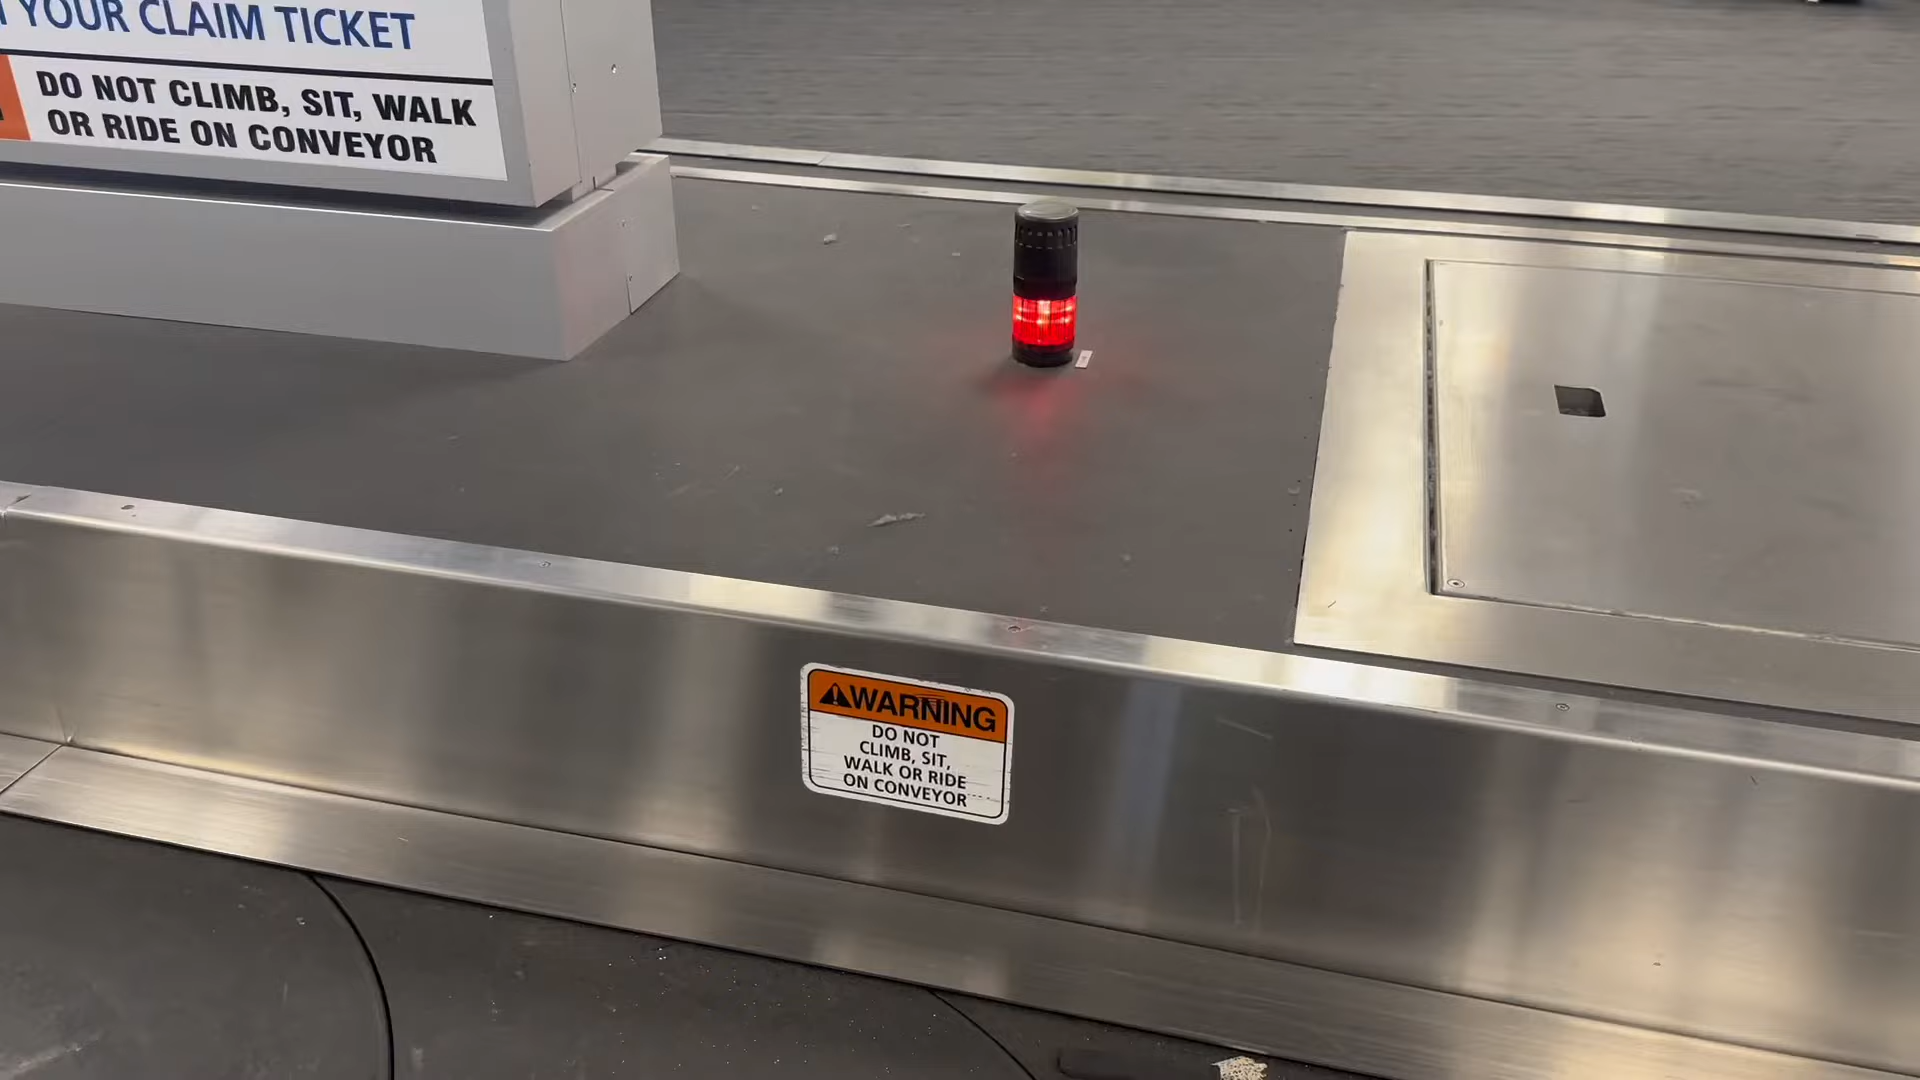 YOUR CLAIM TICKET
DO NOT CLIMB, SIT, WALK
OR RIDE ON CONVEYOR
WARNING
DO NOT
CLIMB, SIT,
WALK OR RIDE
ON CONVEYOR